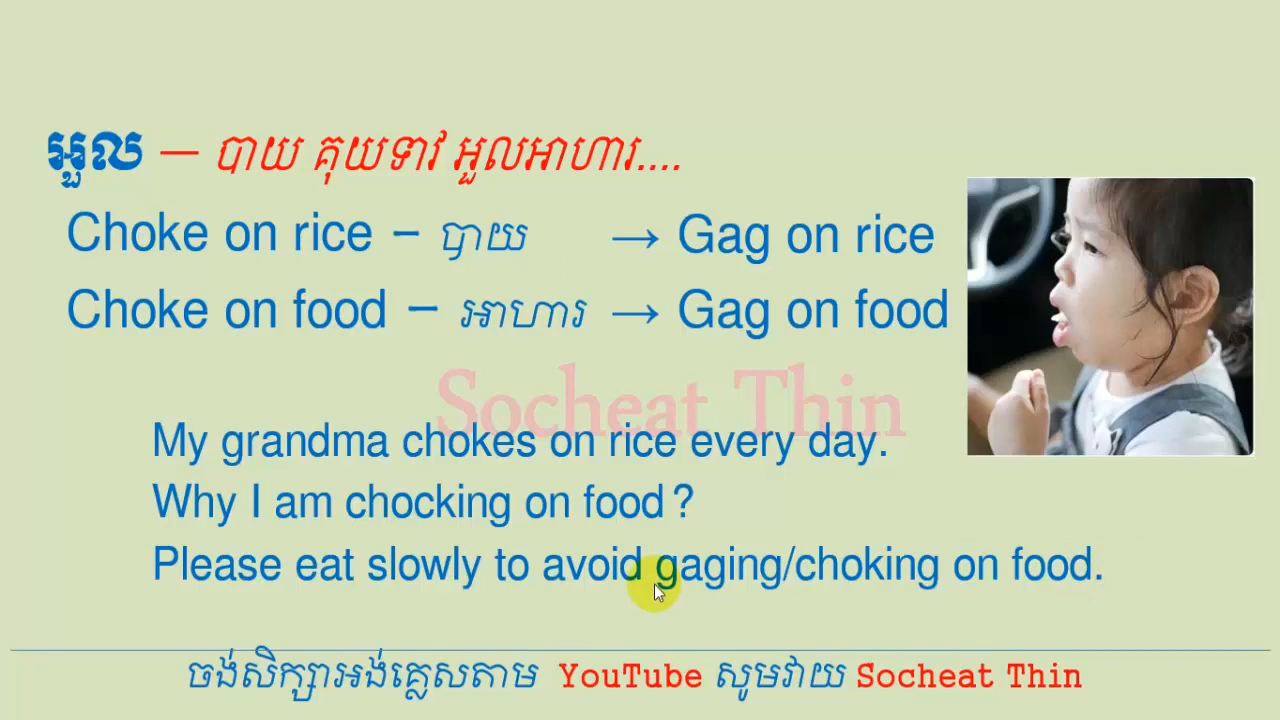 អួល – បាយ គុយទាវ អួលអាហារ....
Choke on rice – បាយ → Gag on rice
Choke on food – អាហារ → Gag on food
Socheat Thin
My grandma chokes on rice every day.
Why I am chocking on food ?
Please eat slowly to avoid gaging/choking on food.
ចង់សិក្សាអង់គ្លេសតាម YouTube សូមវាយ Socheat Thin